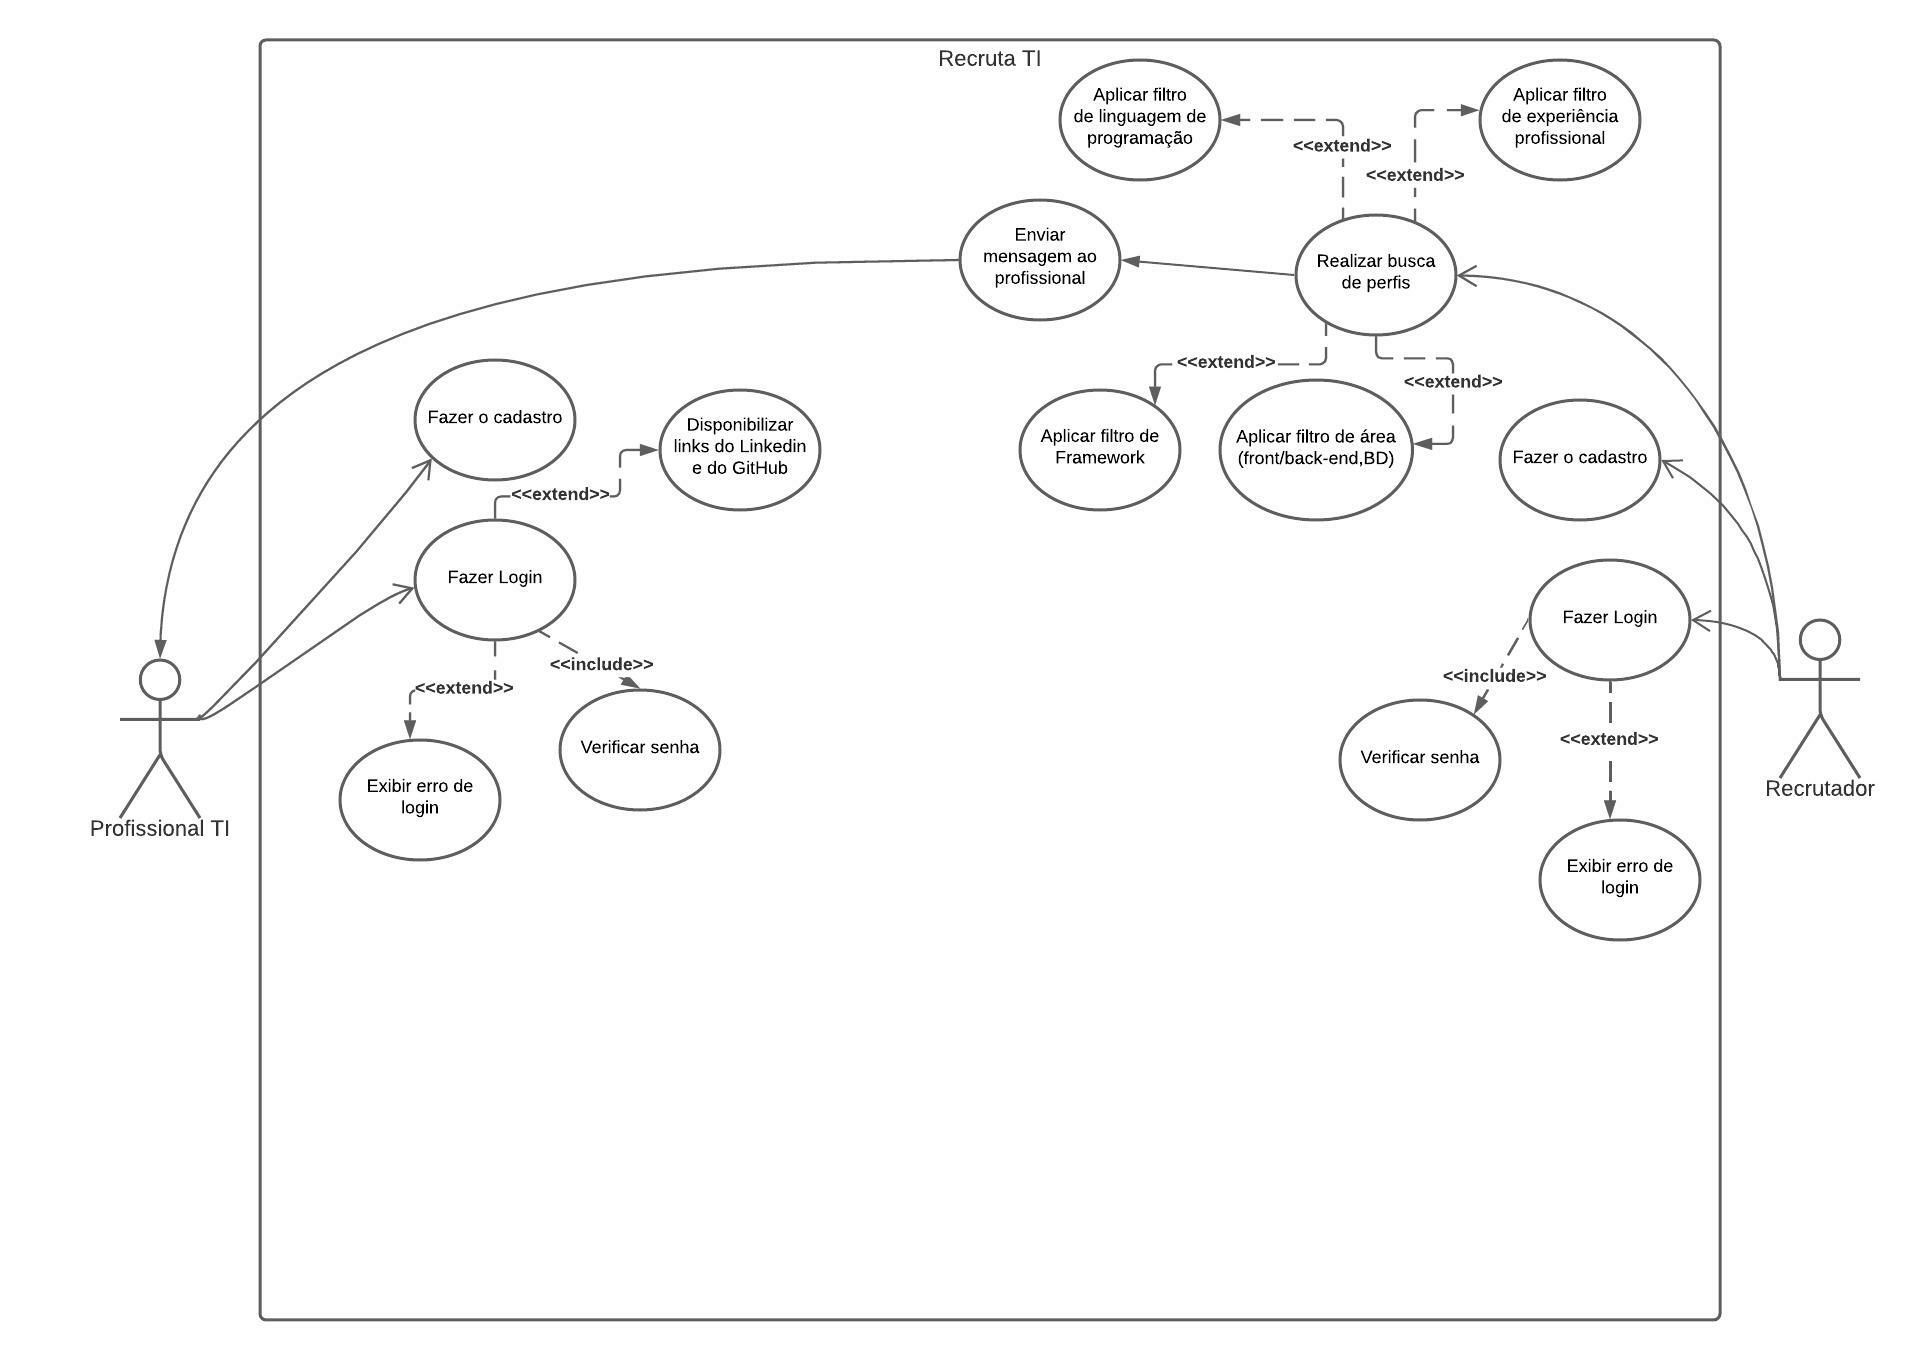 Recruta TI
Aplicar filtro
de linguagem de
programação
Aplicar filtro
de experiência
profissional
<<extend>>
<<extend>>
Enviar
mensagem ao
profissional
Realizar busca
de perfis
<<extend>>
<<extend>>
Fazer o cadastro
Disponibilizar
links do Linkedin
e do GitHub
Aplicar filtro de
Framework
Aplicar filtro de área
(front/back-end,BD)
Fazer o cadastro
<<extend>>
Fazer Login
Fazer Login
<<include>>
<<extend>>
<<include>>
<<extend>>
Verificar senha
Verificar senha
Exibir erro de
login
Exibir erro de
login
Profissional TI
Recrutador